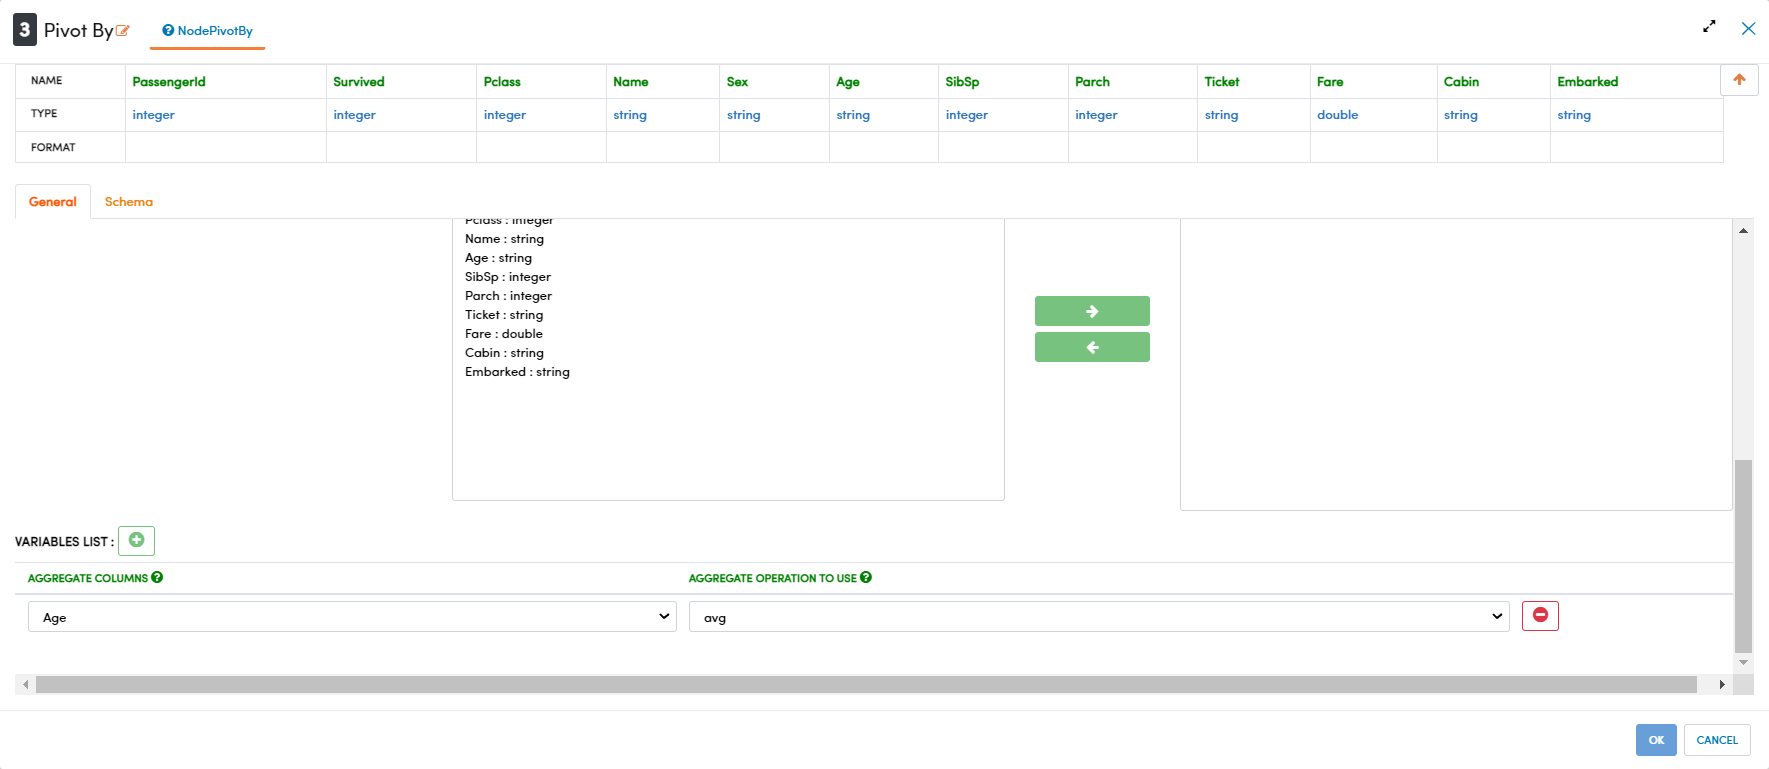 3 Pivot By NodePivotBy
NAME PassengerId Survived Pclass Name Sex Age SibSp Parch Ticket Fare Cabin Embarked
TYPE integer integer integer string string string integer integer string double string string
FORMAT
General Schema
Pclass : integer
Name : string
Age : string
SibSp : integer
Parch : integer
Ticket : string
Fare : double
Cabin : string
Embarked : string
VARIABLES LIST :
AGGREGATE COLUMNS AGGREGATE OPERATION TO USE
Age avg
OK CANCEL